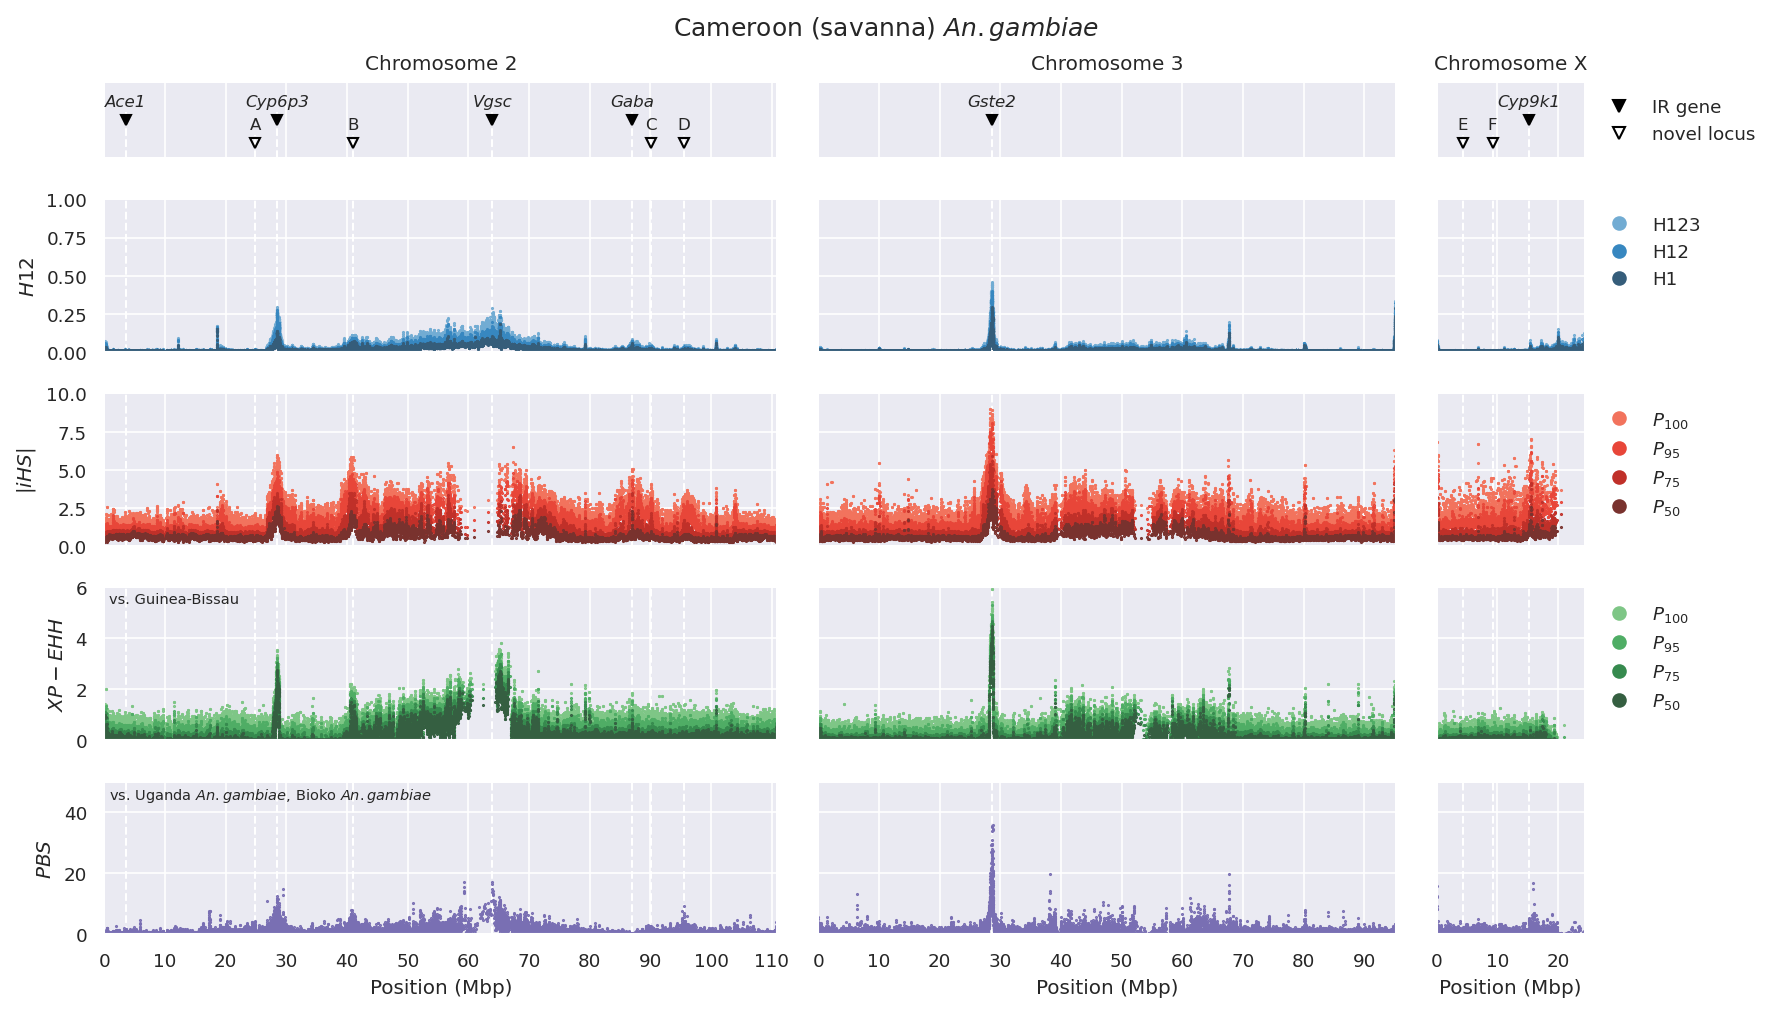 Cameroon (savanna) An. gambiae
Chromosome 2
Chromosome 3
Chromosome X
Ace1
Cyp6p3
Vgsc
Gaba
Gste2
Cyp9k1
A
B
C
D
E
F
IR gene
novel locus
H12
1.00
0.75
0.50
0.25
0.00
H123
H12
H1
|iHS|
10.0
7.5
5.0
2.5
0.0
P100
P95
P75
P50
XP − EHH
6
4
2
0
vs. Guinea-Bissau
P100
P95
P75
P50
PBS
40
20
0
vs. Uganda An. gambiae, Bioko An. gambiae
0 10 20 30 40 50 60 70 80 90 100 110
0 10 20 30 40 50 60 70 80 90
0 10 20
Position (Mbp)
Position (Mbp)
Position (Mbp)